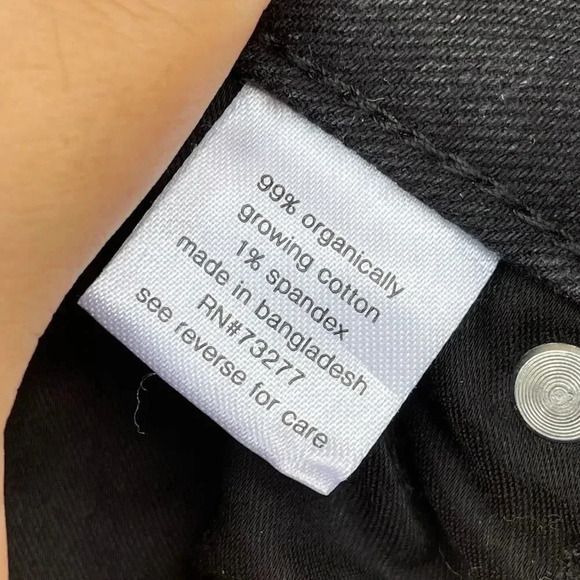 99% organically
growing cotton
1% spandex
made in bangladesh
RN#73277
see reverse for care